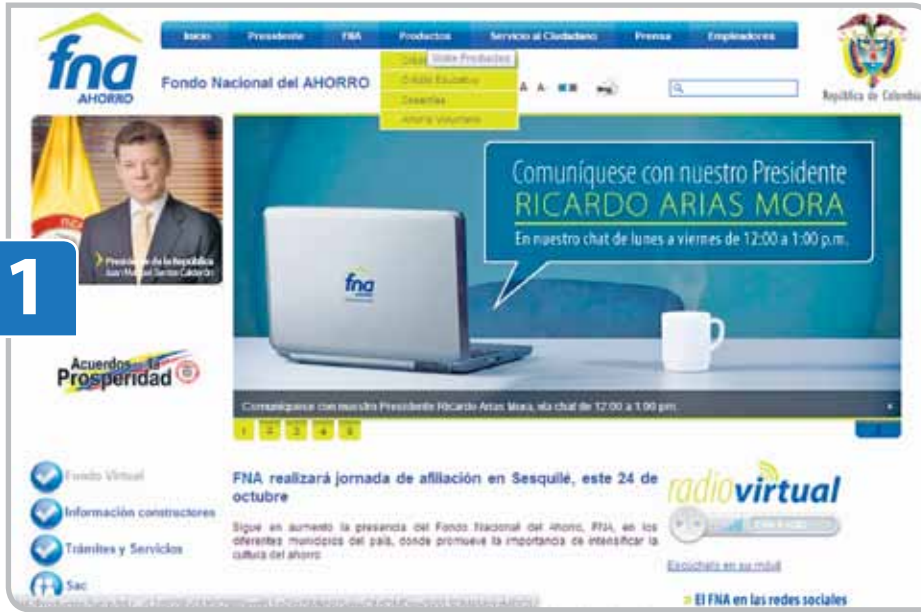 fna
AHORRO
Inicio Presidente FNA Productos Servicio al Ciudadano Prensa Empleadores
Visite Productos
Crédito Educativo
Cesantías
Ahorro Voluntario
Fondo Nacional del AHORRO
A A-
República de Colombia
Presidente de la República
Juan Manuel Santos Calderón
1
Comuníquese con nuestro Presidente
RICARDO ARIAS MORA
En nuestro chat de lunes a viernes de 12:00 a 1:00 p.m.
fna
AHORRO
Acuerdos la
Prosperidad
Comuníquese con nuestro Presidente Ricardo Arias Mora, vía chat de 12:00 a 1:00 pm.
1 2 3 4 5
Fondo Virtual
Información constructores
Trámites y Servicios
Sac
FNA realizará jornada de afiliación en Sesquilé, este 24 de
octubre
Sigue en aumento la presencia del Fondo Nacional del Ahorro, FNA, en los
diferentes municipios del país, donde promueve la importancia de intensificar la
cultura del ahorro
radiovirtual
Escúchelo en su móvil
El FNA en las redes sociales